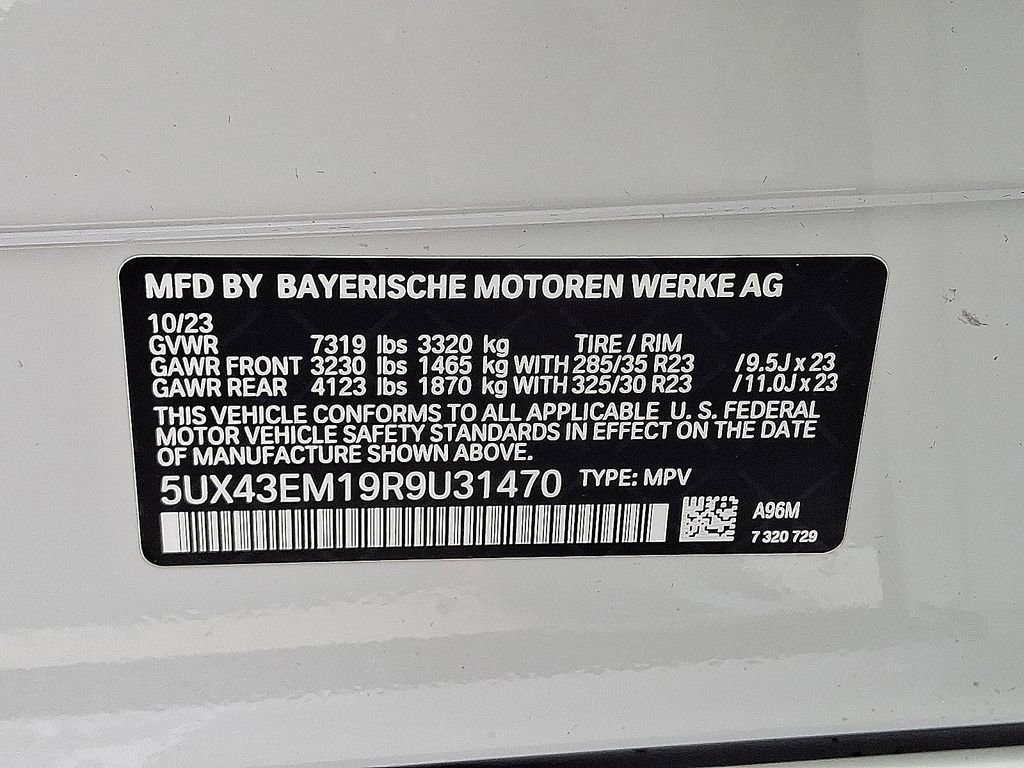 MFD BY BAYERISCHE MOTOREN WERKE AG
10/23
GVWR 7319 lbs 3320 kg TIRE / RIM
GAWR FRONT 3230 lbs 1465 kg WITH 285/35 R23 /9.5J x 23
GAWR REAR 4123 lbs 1870 kg WITH 325/30 R23 /11.0J x 23
THIS VEHICLE CONFORMS TO ALL APPLICABLE U. S. FEDERAL
MOTOR VEHICLE SAFETY STANDARDS IN EFFECT ON THE DATE
OF MANUFACTURE SHOWN ABOVE.
5UX43EM19R9U31470 TYPE: MPV
A96M
7 320 729